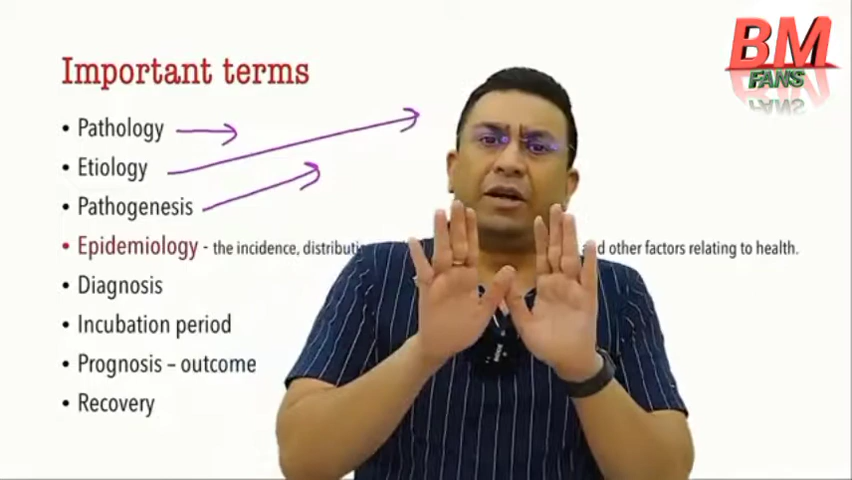 BM
FANS
Important terms
• Pathology
• Etiology
• Pathogenesis
• Epidemiology - the incidence, and other factors relating to health.
• Diagnosis
• Incubation period
• Prognosis – outcome
• Recovery